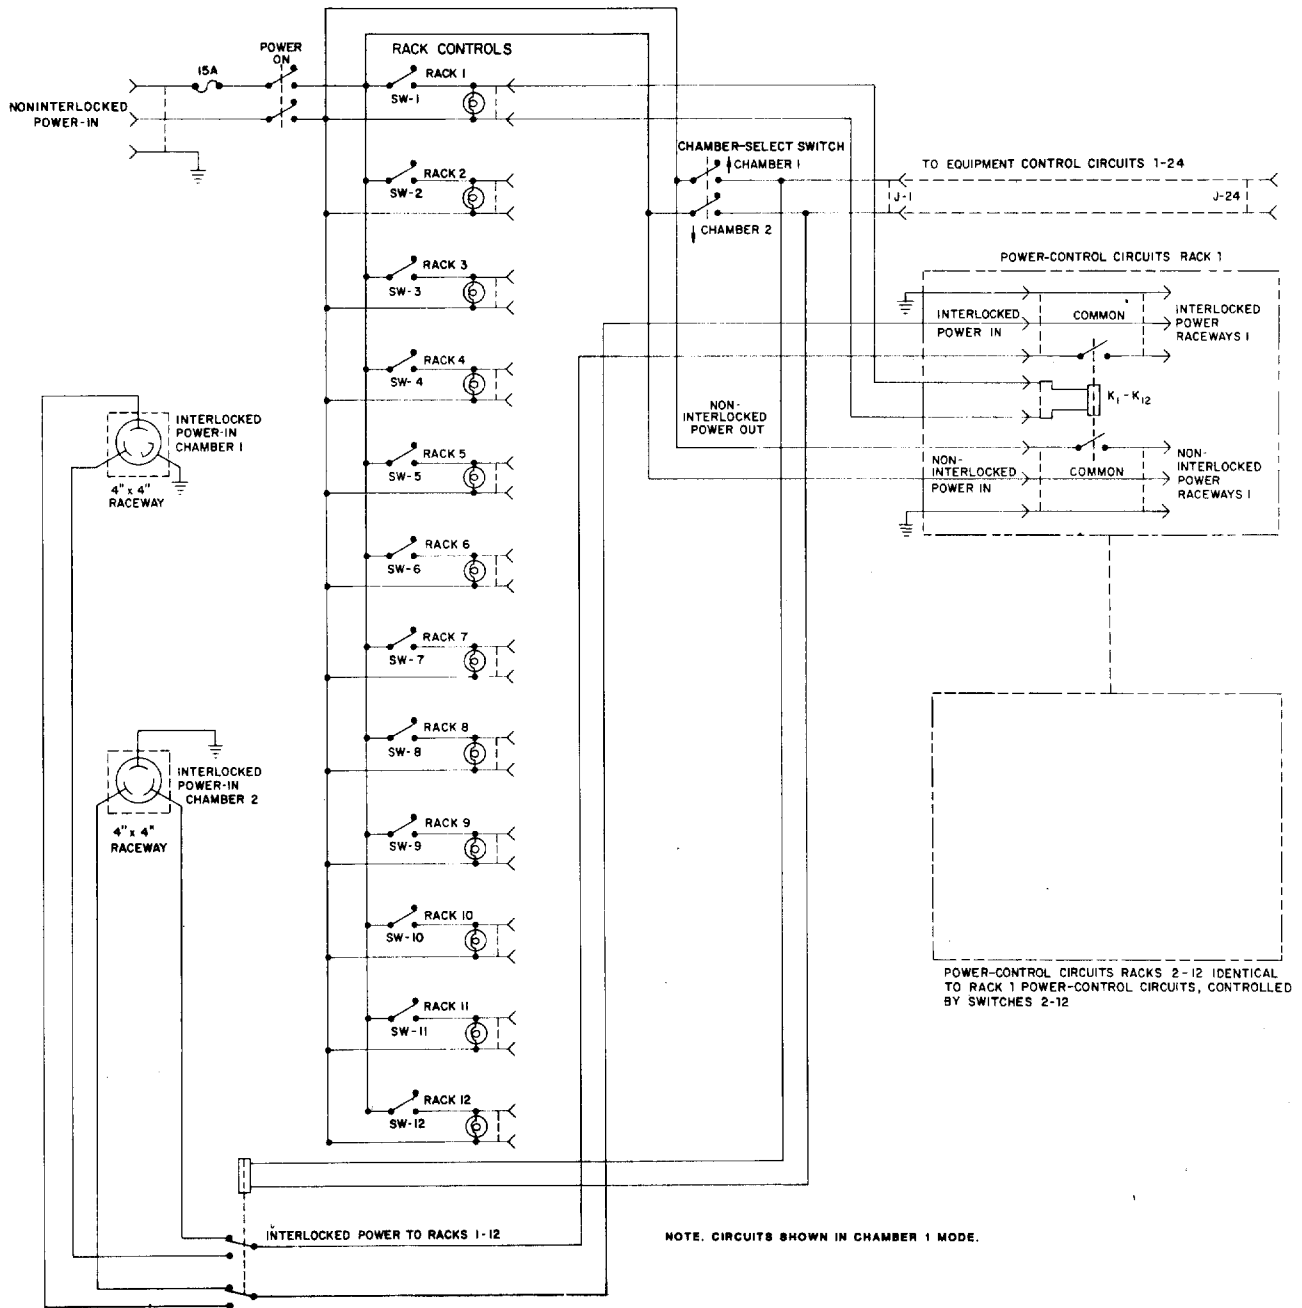 POWER
ON
15A
NONINTERLOCKED
POWER-IN
RACK CONTROLS
RACK 1
SW-1
RACK 2
SW-2
RACK 3
SW-3
RACK 4
SW-4
RACK 5
SW-5
RACK 6
SW-6
RACK 7
SW-7
RACK 8
SW-8
RACK 9
SW-9
RACK 10
SW-10
RACK 11
SW-11
RACK 12
SW-12
CHAMBER-SELECT SWITCH
CHAMBER 1
CHAMBER 2
TO EQUIPMENT CONTROL CIRCUITS 1-24
J-1
J-24
POWER-CONTROL CIRCUITS RACK 1
INTERLOCKED
POWER IN
COMMON
INTERLOCKED
POWER
RACEWAYS 1
K1-K12
NON-
INTERLOCKED
POWER OUT
NON-
INTERLOCKED
POWER IN
COMMON
NON-
INTERLOCKED
POWER
RACEWAYS 1
INTERLOCKED
POWER-IN
CHAMBER 1
4" x 4"
RACEWAY
INTERLOCKED
POWER-IN
CHAMBER 2
4" x 4"
RACEWAY
POWER-CONTROL CIRCUITS RACKS 2-12 IDENTICAL
TO RACK 1 POWER-CONTROL CIRCUITS, CONTROLLED
BY SWITCHES 2-12
INTERLOCKED POWER TO RACKS 1-12
NOTE. CIRCUITS SHOWN IN CHAMBER 1 MODE.